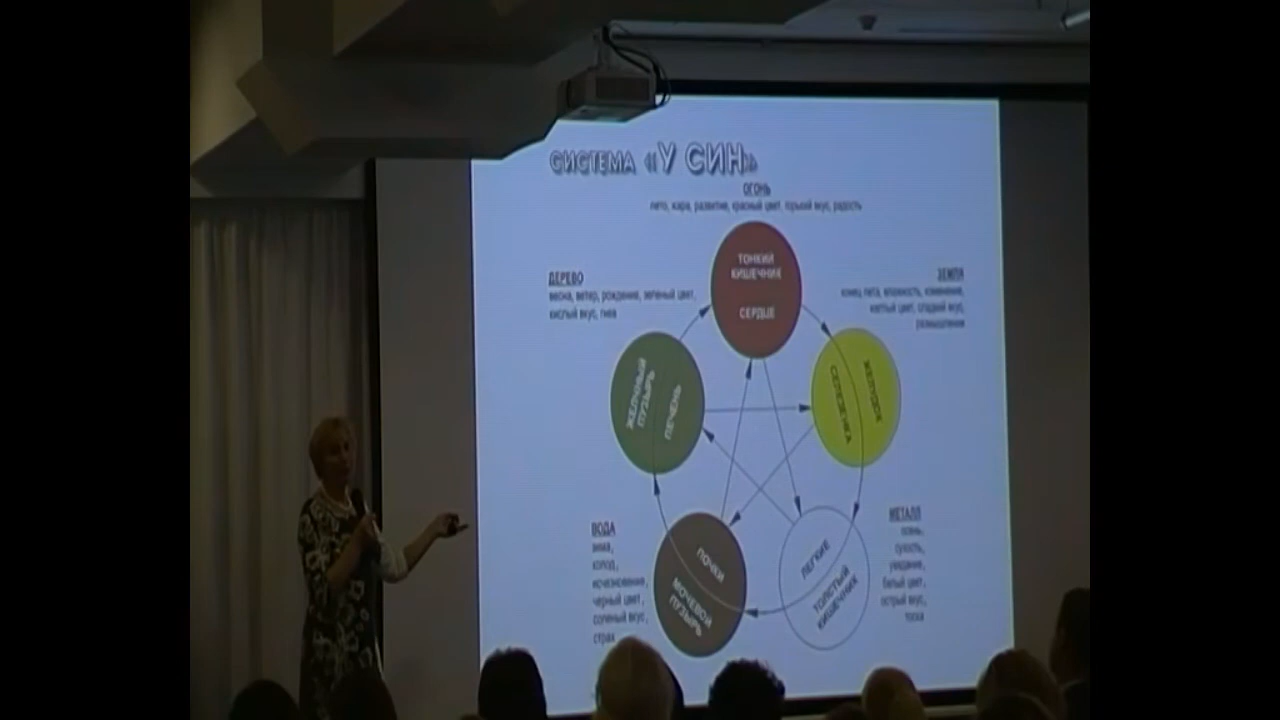 СИСТЕМА «У СИН»
ОГОНЬ
лето, жара, развитие, красный цвет, горький вкус, радость
ТОНКИЙ
КИШЕЧНИК
СЕРДЦЕ
ДЕРЕВО
весна, ветер, рождение, зеленый цвет,
кислый вкус, гнев
ЗЕМЛЯ
конец лета, влажность, изменение,
желтый цвет, сладкий вкус,
размышления
ЖЕЛЧНЫЙ
ПУЗЫРЬ
ПЕЧЕНЬ
ЖЕЛУДОК
СЕЛЕЗЕНКА
ВОДА
зима,
холод,
исчезновение,
черный цвет,
соленый вкус,
страх
ПОЧКИ
МОЧЕВОЙ
ПУЗЫРЬ
ЛЕГКИЕ
ТОЛСТЫЙ
КИШЕЧНИК
МЕТАЛЛ
осень,
сухость,
увядание,
белый цвет,
острый вкус,
тоска